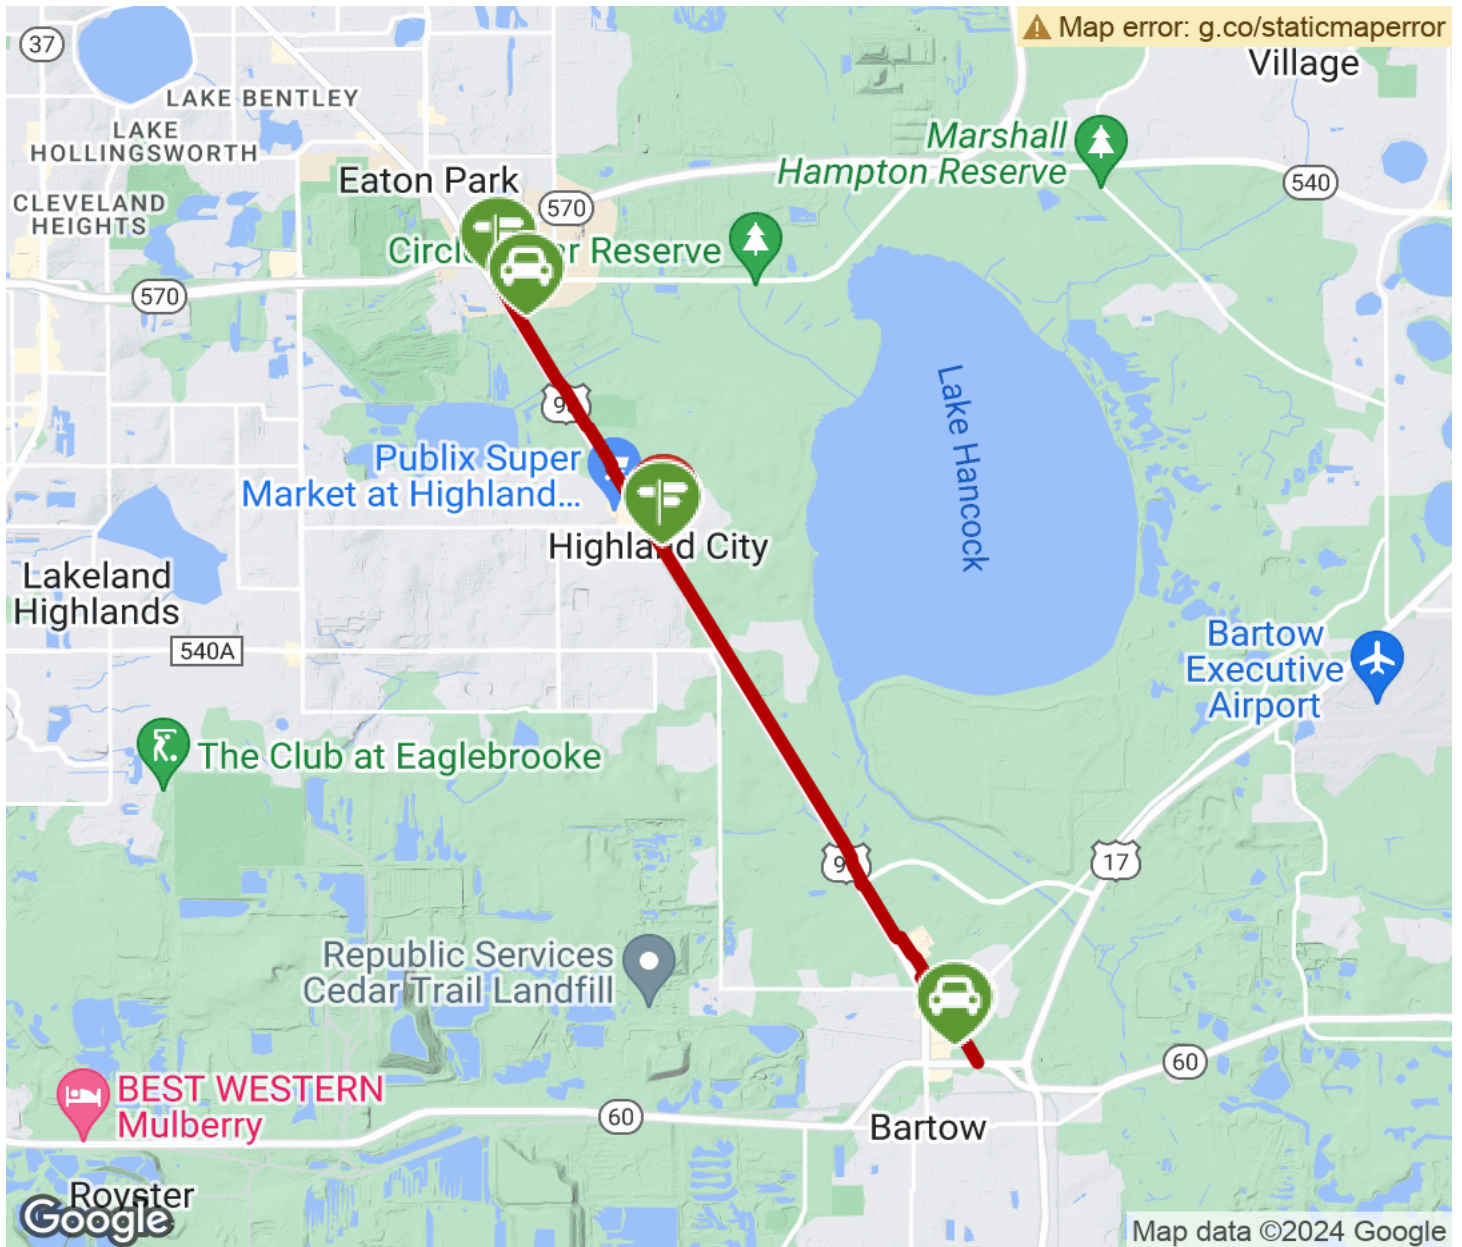 Map error: g.co/staticmaperror
37
Village
LAKE BENTLEY
LAKE
HOLLINGSWORTH
Marshall
Hampton Reserve
Eaton Park
540
CLEVELAND
HEIGHTS
570
Reserve
570
Lake Hancock
Publix Super
Market at Highland...
Highland City
Lakeland
Highlands
540A
Bartow
Executive
Airport
The Club at Eaglebrooke
17
Republic Services
Cedar Trail Landfill
60
BEST WESTERN
Mulberry
60
Bartow
Royster
Google
Map data ©2024 Google